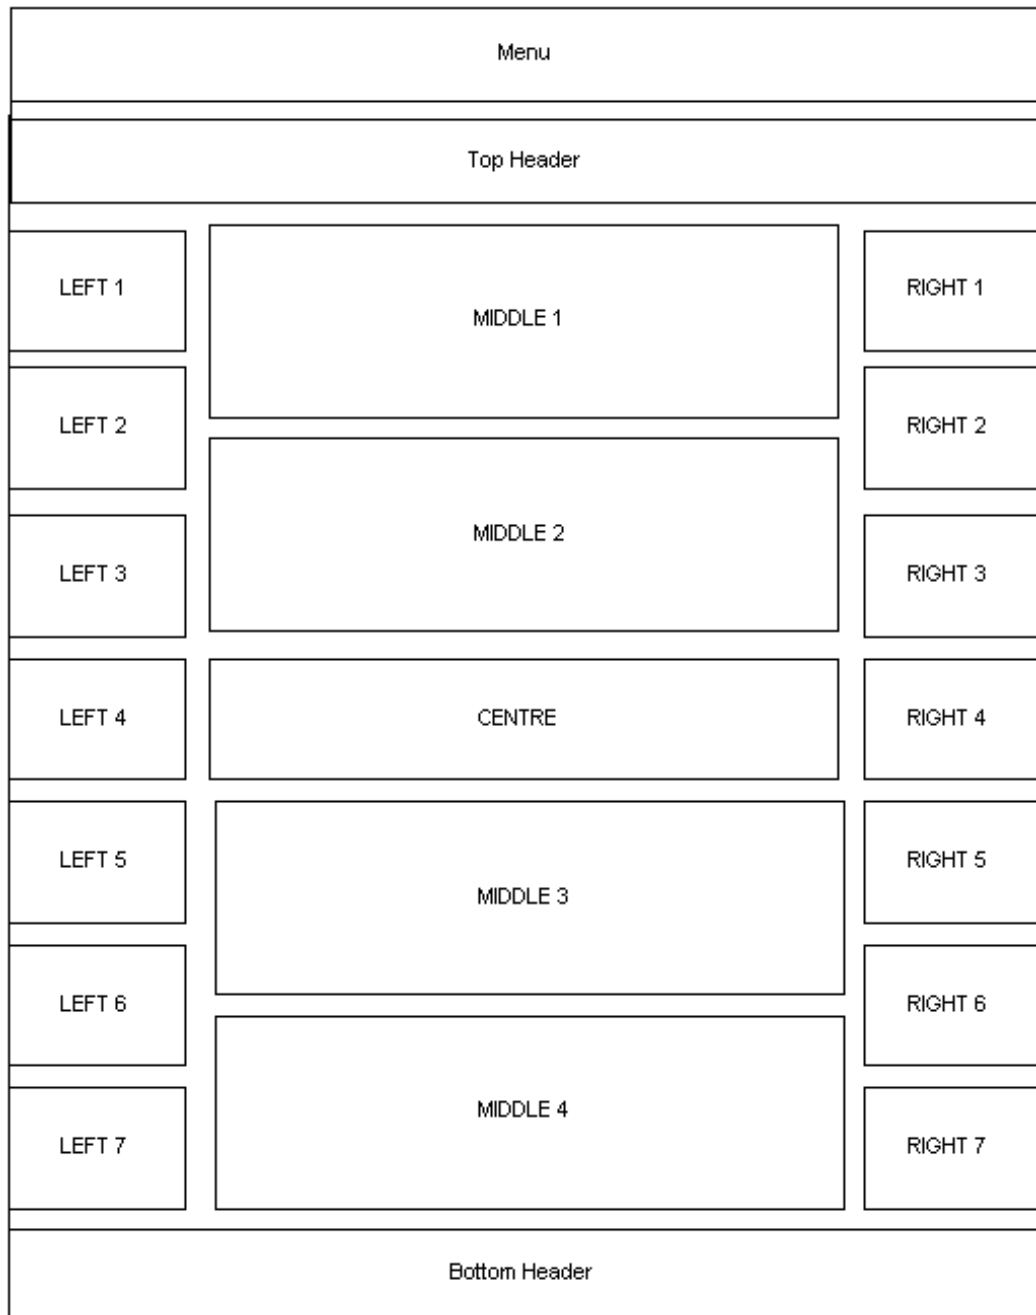 Menu
Top Header
LEFT 1
MIDDLE 1
RIGHT 1
LEFT 2
RIGHT 2
MIDDLE 2
LEFT 3
RIGHT 3
LEFT 4
CENTRE
RIGHT 4
LEFT 5
RIGHT 5
MIDDLE 3
LEFT 6
RIGHT 6
MIDDLE 4
LEFT 7
RIGHT 7
Bottom Header